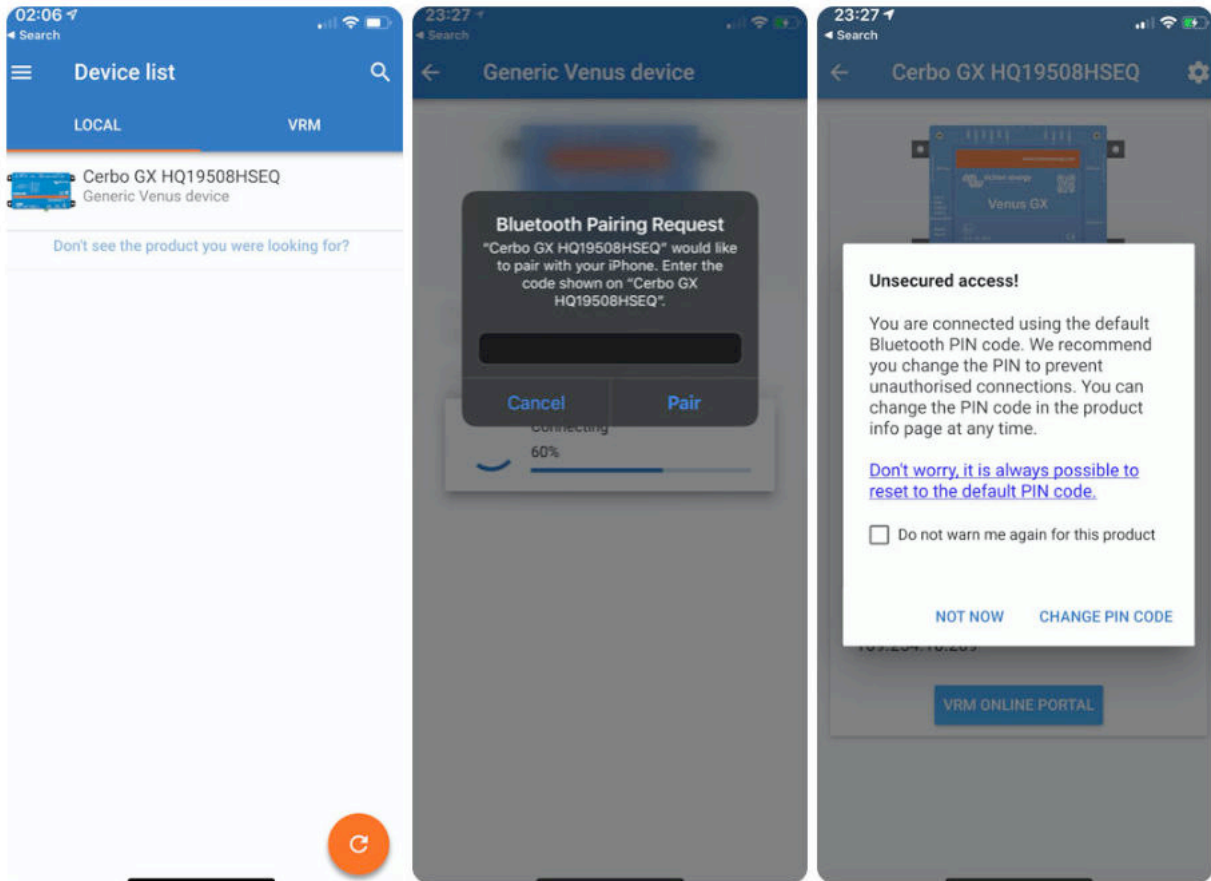 02:06
Search
Device list
LOCAL
VRM
Cerbo GX HQ19508HSEQ
Generic Venus device
Don't see the product you were looking for?
23:27
Search
Generic Venus device
Bluetooth Pairing Request
"Cerbo GX HQ19508HSEQ" would like
to pair with your iPhone. Enter the
code shown on "Cerbo GX
HQ19508HSEQ".
Cancel
Pair
Connecting
60%
23:27
Search
Cerbo GX HQ19508HSEQ
victron energy
Venus GX
Unsecured access!
You are connected using the default
Bluetooth PIN code. We recommend
you change the PIN to prevent
unauthorised connections. You can
change the PIN code in the product
info page at any time.
Don't worry, it is always possible to
reset to the default PIN code.
Do not warn me again for this product
NOT NOW
CHANGE PIN CODE
VRM ONLINE PORTAL